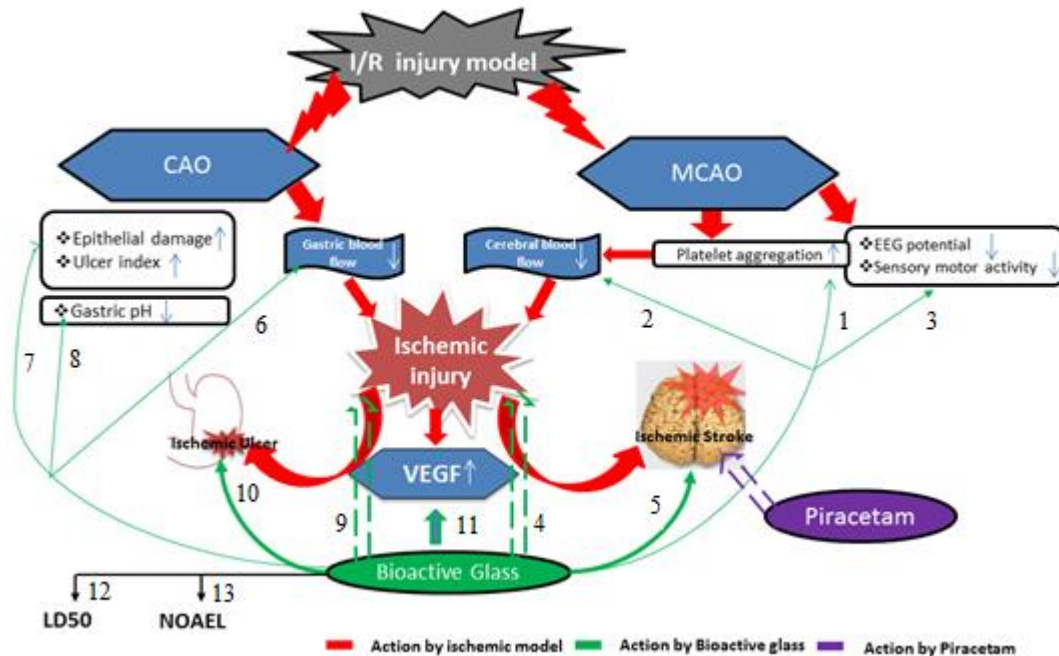 I/R injury model
CAO
MCAO
❖Epithelial damage↑
❖Ulcer index ↑
Gastric blood
flow ↓
Cerebral blood
flow ↓
Platelet aggregation ↑
❖EEG potential ↓
❖Sensory motor activity ↓
❖Gastric pH ↓
6
2
1
3
7
8
Ischemic
injury
Ischemic Ulcer
Ischemic Stroke
VEGF↑
10
9
11
4
5
Piracetam
Bioactive Glass
12
13
LD50
NOAEL
Action by ischemic model
Action by Bioactive glass
Action by Piracetam